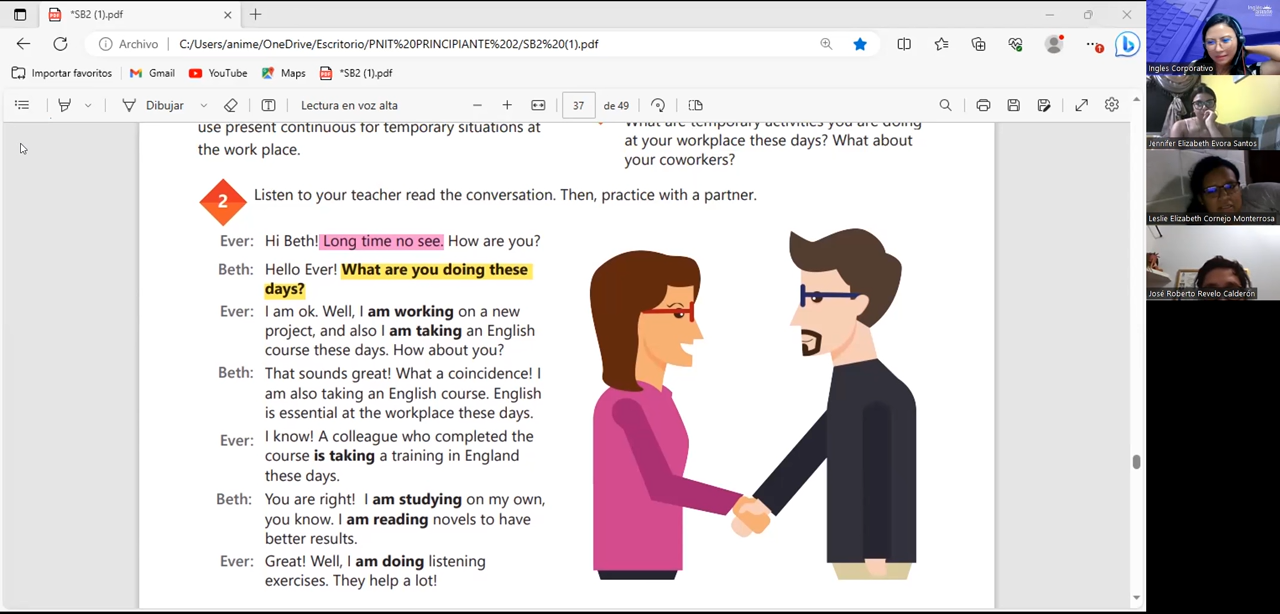 *SB2 (1).pdf
Archivo
C:/Users/anime/OneDrive/Escritorio/PNIT%20PRINCIPIANTE%202/SB2%20(1).pdf
Importar favoritos
Gmail
YouTube
Maps
*SB2 (1).pdf
Dibujar
Lectura en voz alta
37
de 49
use present continuous for temporary situations at
the work place.
What are temporary activities you are doing
at your workplace these days? What about
your coworkers?
2
Listen to your teacher read the conversation. Then, practice with a partner.
Ever: Hi Beth! Long time no see. How are you?
Beth: Hello Ever! What are you doing these
days?
Ever: I am ok. Well, I am working on a new
project, and also I am taking an English
course these days. How about you?
Beth: That sounds great! What a coincidence! I
am also taking an English course. English
is essential at the workplace these days.
Ever: I know! A colleague who completed the
course is taking a training in England
these days.
Beth: You are right! I am studying on my own,
you know. I am reading novels to have
better results.
Ever: Great! Well, I am doing listening
exercises. They help a lot!
Ingles Corporativo
Jennifer Elizabeth Evora Santos
Leslie Elizabeth Cornejo Monterrosa
José Roberto Revelo Calderón